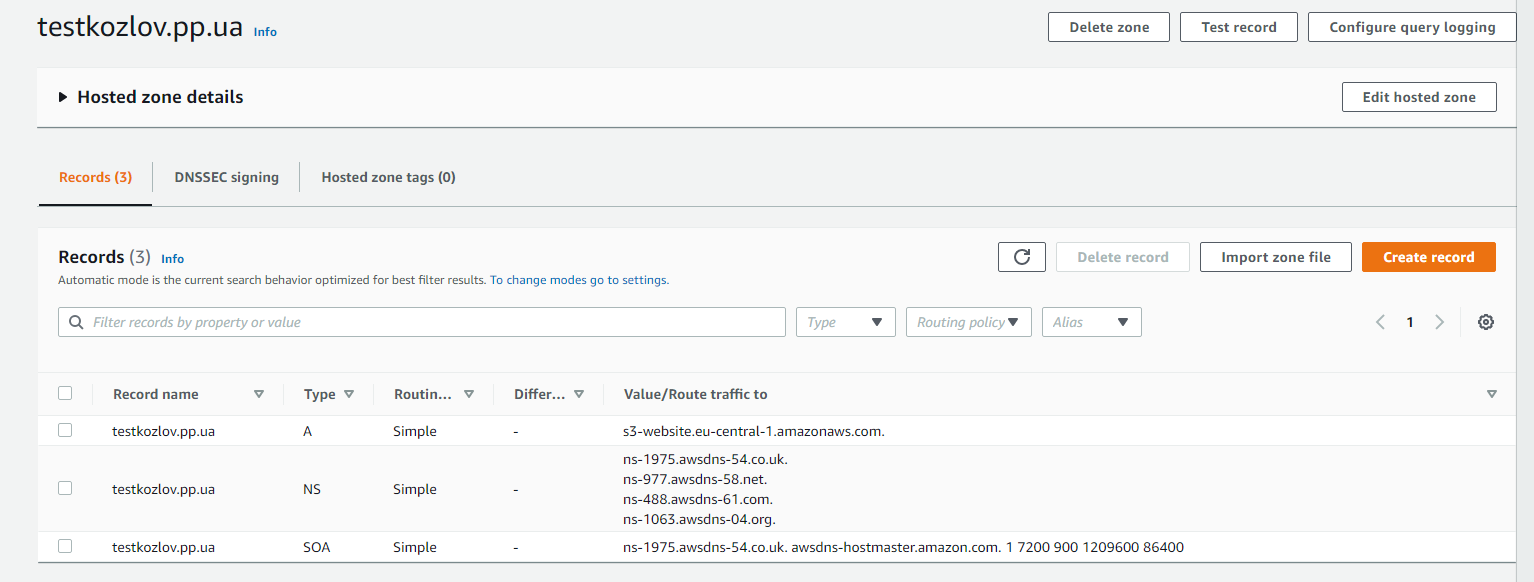 testkozlov.pp.ua Info
Delete zone Test record Configure query logging
Hosted zone details Edit hosted zone
Records (3) DNSSEC signing Hosted zone tags (0)
Records (3) Info Delete record Import zone file Create record
Automatic mode is the current search behavior optimized for best filter results. To change modes go to settings.
Filter records by property or value Type Routing policy Alias 1
Record name Type Routin... Differ... Value/Route traffic to
testkozlov.pp.ua A Simple - s3-website.eu-central-1.amazonaws.com.
ns-1975.awsdns-54.co.uk.
testkozlov.pp.ua NS Simple - ns-977.awsdns-58.net.
ns-488.awsdns-61.com.
ns-1063.awsdns-04.org.
testkozlov.pp.ua SOA Simple - ns-1975.awsdns-54.co.uk. awsdns-hostmaster.amazon.com. 1 7200 900 1209600 86400